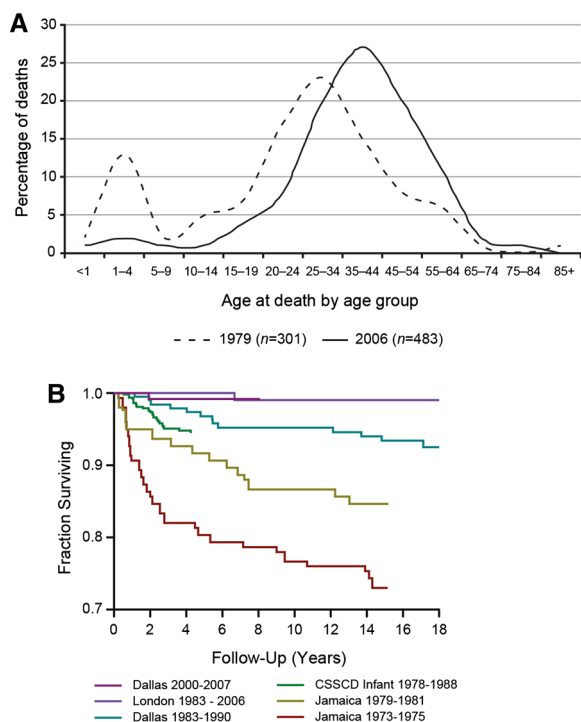 A
30
25
20
15
10
5
0
Percentage of deaths
<1 1–4 5–9 10–14 15–19 20–24 25–34 35–44 45–54 55–64 65–74 75–84 85+
Age at death by age group
1979 (n=301) 2006 (n=483)
B
1.0
0.9
0.8
0.7
Fraction Surviving
0 2 4 6 8 10 12 14 16 18
Follow-Up (Years)
Dallas 2000-2007 CSSCD Infant 1978-1988
London 1983 - 2006 Jamaica 1979-1981
Dallas 1983-1990 Jamaica 1973-1975